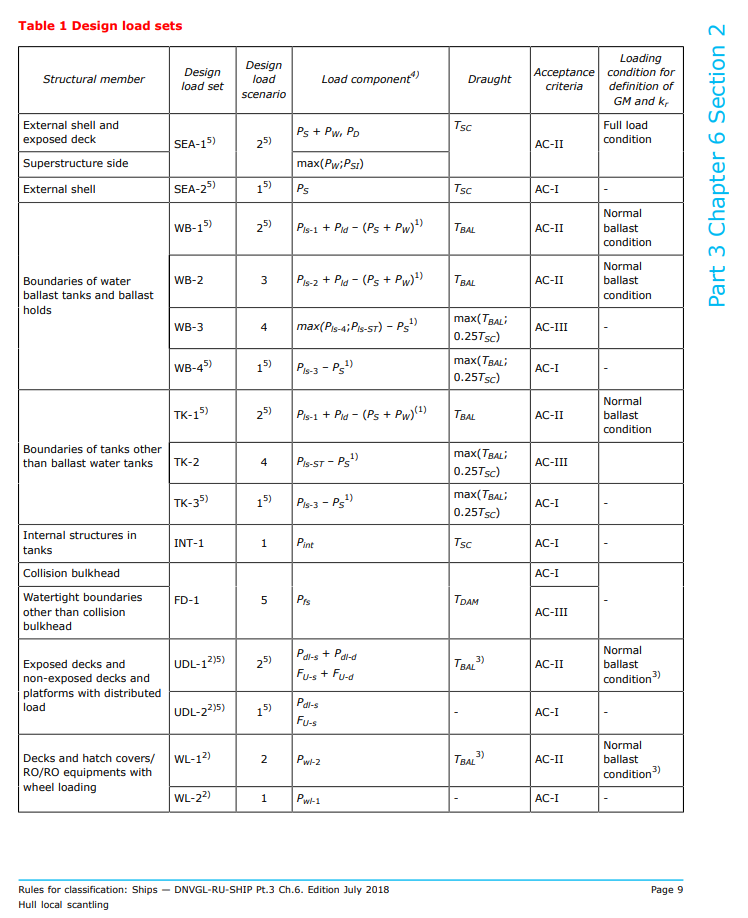 Table 1 Design load sets
Part 3 Chapter 6 Section 2
Structural member
Design
load set
Design
load
scenario
Load component4)
Draught
Acceptance
criteria
Loading
condition for
definition of
GM and kr
External shell and
exposed deck
SEA-15)
25)
PS + PW, PD
TSC
AC-II
Full load
condition
Superstructure side
max(PW;PSI)
External shell
SEA-25)
15)
PS
TSC
AC-I
-
Boundaries of water
ballast tanks and ballast
holds
WB-15)
25)
Pls-1 + Pld − (PS + PW)1)
TBAL
AC-II
Normal
ballast
condition
WB-2
3
Pls-2 + Pld − (PS + PW)1)
TBAL
AC-II
Normal
ballast
condition
WB-3
4
max(Pls-4;Pls-ST) − PS1)
max(TBAL;
0.25TSC)
AC-III
-
WB-45)
15)
Pls-3 − PS1)
max(TBAL;
0.25TSC)
AC-I
-
Boundaries of tanks other
than ballast water tanks
TK-15)
25)
Pls-1 + Pld − (PS + PW)(1)
TBAL
AC-II
Normal
ballast
condition
TK-2
4
Pls-ST − PS1)
max(TBAL;
0.25TSC)
AC-III
TK-35)
15)
Pls-3 − PS1)
max(TBAL;
0.25TSC)
AC-I
-
Internal structures in
tanks
INT-1
1
Pint
TSC
AC-I
-
Collision bulkhead
AC-I
Watertight boundaries
other than collision
bulkhead
FD-1
5
Pfs
TDAM
AC-III
-
Exposed decks and
non-exposed decks and
platforms with distributed
load
UDL-12)5)
25)
Pdl-s + Pdl-d
FU-s + FU-d
TBAL3)
AC-II
Normal
ballast
condition3)
UDL-22)5)
15)
Pdl-s
FU-s
-
AC-I
-
Decks and hatch covers/
RO/RO equipments with
wheel loading
WL-12)
2
Pwl-2
TBAL3)
AC-II
Normal
ballast
condition3)
WL-22)
1
Pwl-1
-
AC-I
-
Rules for classification: Ships — DNVGL-RU-SHIP Pt.3 Ch.6. Edition July 2018
Page 9
Hull local scantling